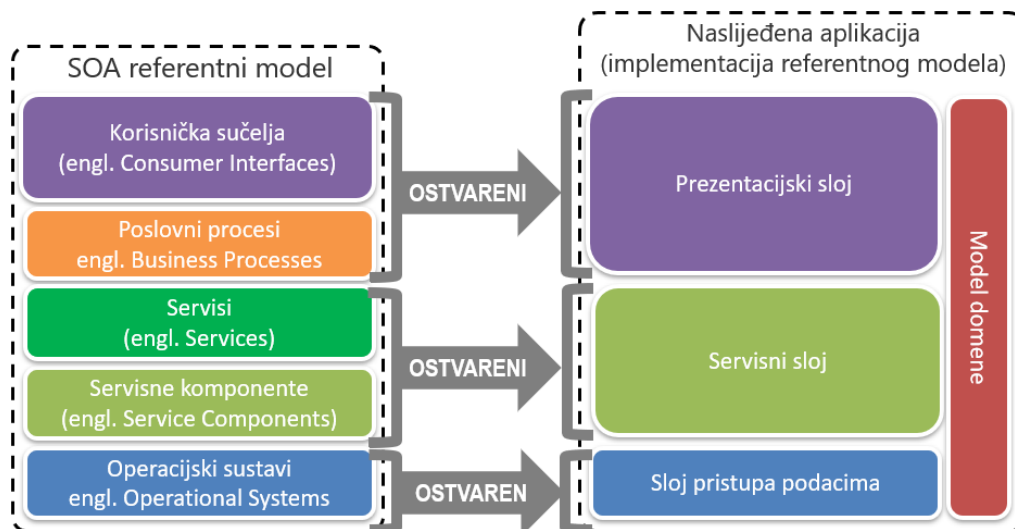 SOA referentni model
Korisnička sučelja
(engl. Consumer Interfaces)
Poslovni procesi
engl. Business Processes
Servisi
(engl. Services)
Servisne komponente
(engl. Service Components)
Operacijski sustavi
engl. Operational Systems
OSTVARENI
OSTVARENI
OSTVAREN
Naslijeđena aplikacija
(implementacija referentnog modela)
Prezentacijski sloj
Servisni sloj
Sloj pristupa podacima
Model domene